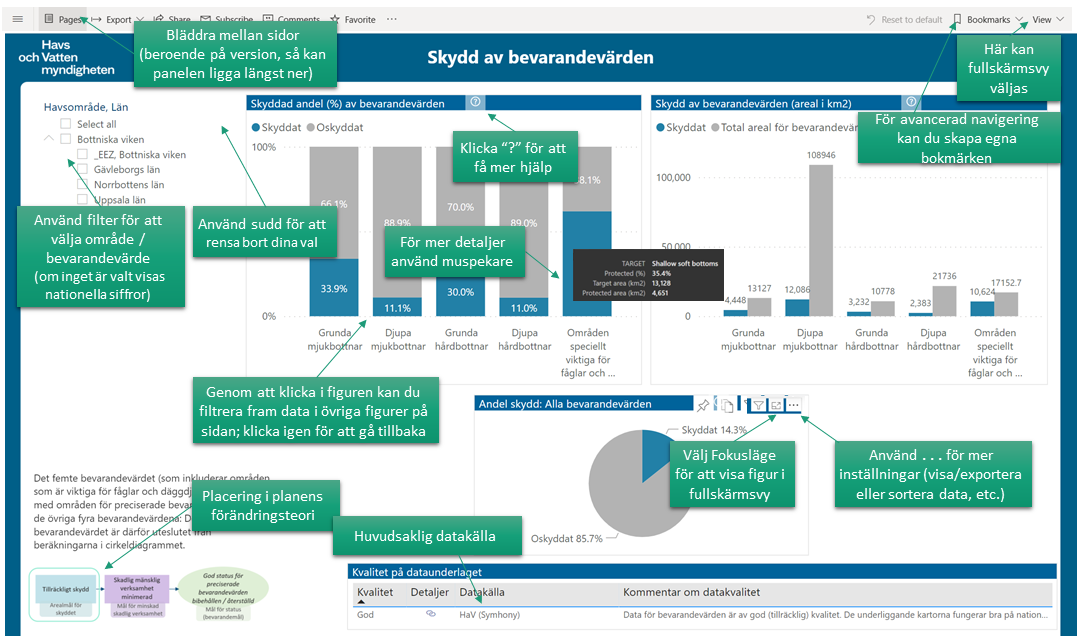 Pages
Export
Share
Subscribe
Comments
Favorite
Reset to default
Bookmarks
View
Havs
och Vatten
myndigheten
Bläddra mellan sidor
(beroende på version, så kan
panelen ligga längst ner)
Skydd av bevarandevärden
Här kan
fullskärmsvy
väljas
Havsområde, Län
Select all
Bottniska viken
_EEZ, Bottniska viken
Gävleborgs län
Norrbottens län
Uppsala län
Använd filter för att
välja område /
bevarandevärde
(om inget är valt visas
nationella siffror)
Använd sudd för att
rensa bort dina val
Skyddad andel (%) av bevarandevärden
?
Skyddat
Oskyddat
Klicka “?” för att
få mer hjälp
100%
0%
66.1%
88.9%
70.0%
89.0%
38.1%
33.9%
11.1%
30.0%
11.0%
För mer detaljer
använd muspekare
TARGET Shallow soft bottoms
Protected (%) 35.4%
Target area (km2) 13,128
Protected area (km2) 4,651
Grunda
mjukbottnar
Djupa
mjukbottnar
Grunda
hårdbottnar
Djupa
hårdbottnar
Områden
speciellt
viktiga för
fåglar och ...
Skydd av bevarandevärden (areal i km2)
?
Skyddat
Total areal för bevarandevär
För avancerad navigering
kan du skapa egna
bokmärken
100,000
50,000
0
4,448
13127
12,086
108946
3,232
10778
2,383
21736
10,624
17152.7
Grunda
mjukbottnar
Djupa
mjukbottnar
Grunda
hårdbottnar
Djupa
hårdbottnar
Områden
speciellt
viktiga för
fåglar och ...
Genom att klicka i figuren kan du
filtrera fram data i övriga figurer på
sidan; klicka igen för att gå tillbaka
Andel skydd: Alla bevarandevärden
Skyddat 14.3%
Oskyddat 85.7%
Välj Fokusläge
för att visa figur i
fullskärmsvy
Använd . . . för mer
inställningar (visa/exportera
eller sortera data, etc.)
Det femte bevarandevärdet (som inkluderar områden
som är viktiga för fåglar och däggdj
med områden för preciserade beva
de övriga fyra bevarandevärdena: D
bevarandevärdet är därför uteslutet från
beräkningarna i cirkeldiagrammet.
Placering i planens
förändringsteori
Huvudsaklig datakälla
Tillräckligt skydd
Arealmål för
skyddet
Skadlig mänsklig
verksamhet
minimerad
Mål för minskad
skadlig verksamhet
God status för
preciserade
bevarandevärden
bibehållen / återställd
Mål för status
(bevarandemål)
Kvalitet på dataunderlaget
Kvalitet Detaljer Datakälla Kommentar om datakvalitet
God HaV (Symhony) Data för bevarandevärden är av god (tillräcklig) kvalitet. De underliggande kartorna fungerar bra på nation...